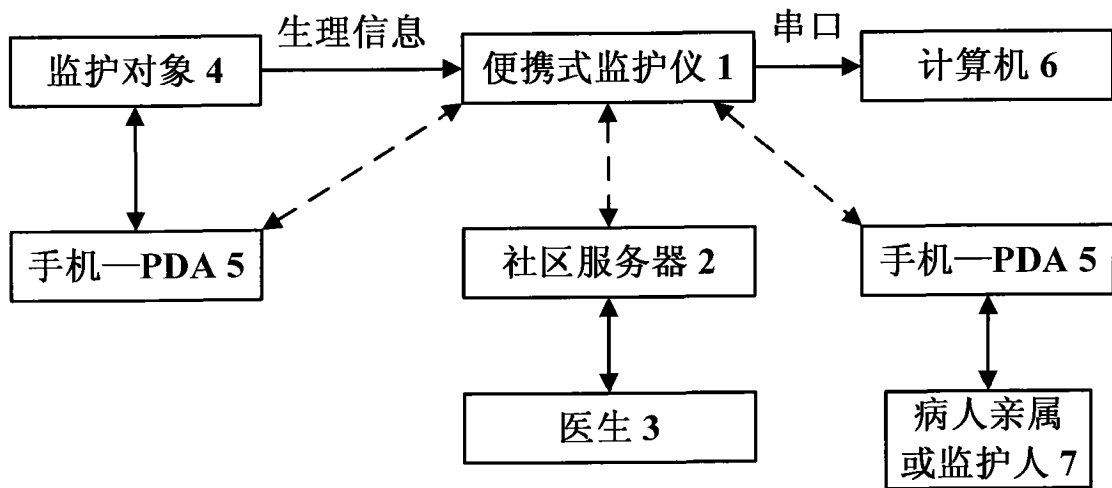 生理信息
串口
监护对象 4
便携式监护仪 1
计算机 6
手机—PDA 5
社区服务器 2
手机—PDA 5
医生 3
病人亲属
或监护人 7